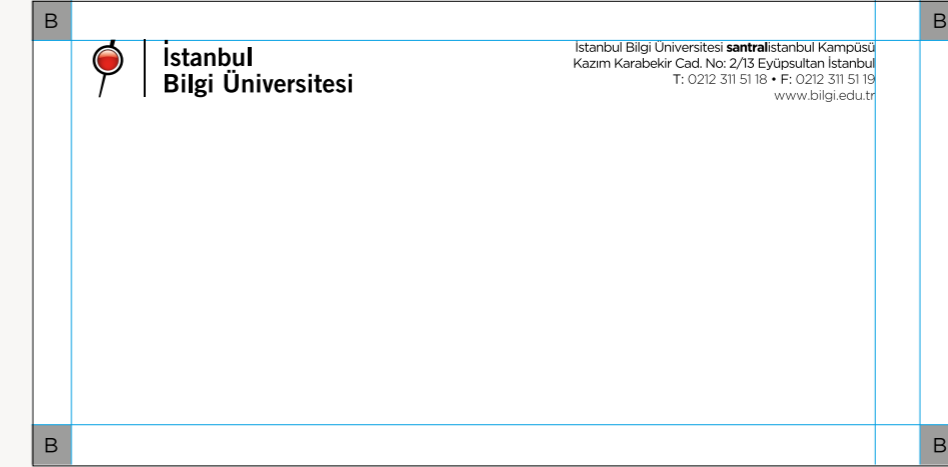 B
B
İstanbul
Bilgi Üniversitesi
İstanbul Bilgi Üniversitesi santralistanbul Kampüsü
Kazım Karabekir Cad. No: 2/13 Eyüpsultan İstanbul
T: 0212 311 51 18 • F: 0212 311 51 19
www.bilgi.edu.tr
B
B